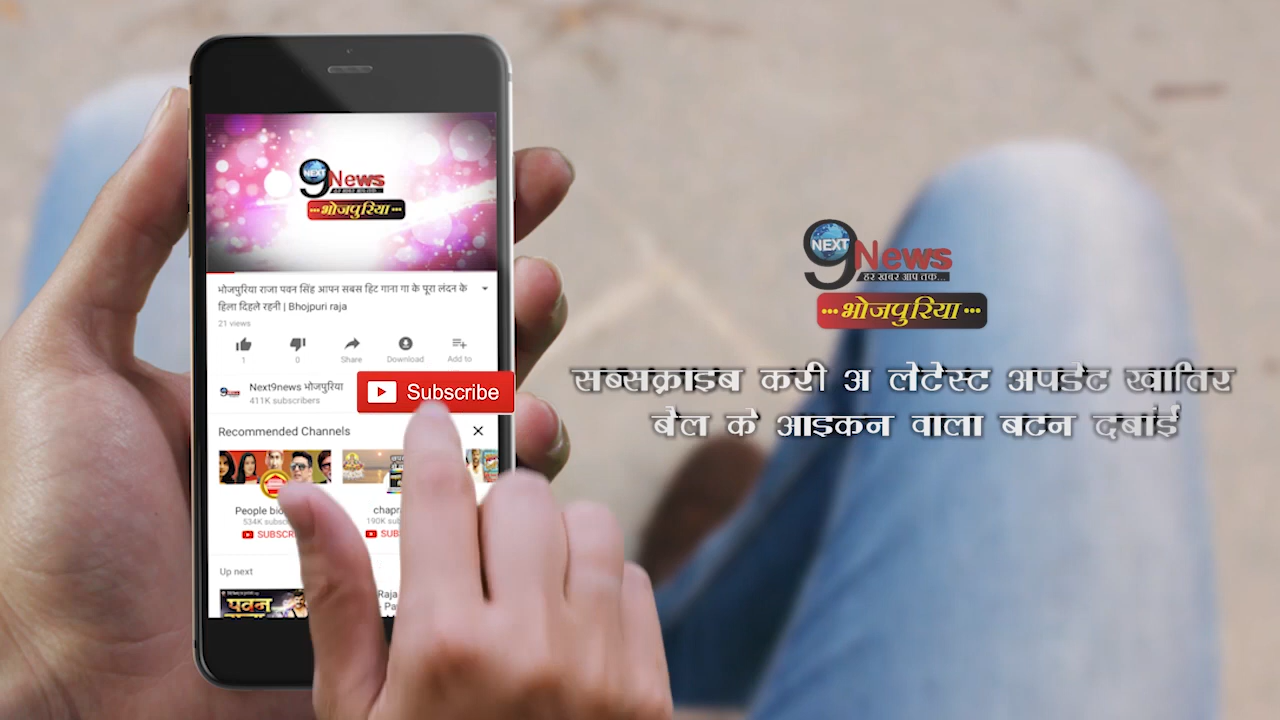 NEXT
9 News
हर खबर आप तक...
••• भोजपुरिया •••
भोजपुरिया राजा पवन सिंह आपन सबस हिट गाना गा के पूरा लंदन के
हिला दिहले रहनी | Bhojpuri raja
21 views
1
0
Share
Download
Add to
Next9news भोजपुरिया
411K subscribers
Subscribe
Recommended Channels
People
534K
190K
Up next
पवन
Raja
NEXT
9 News
हर खबर आप तक...
••• भोजपुरिया •••
सब्सक्राइब करी अ लेटेस्ट अपडेट खातिर
बैल के आइकन वाला बटन दबाई